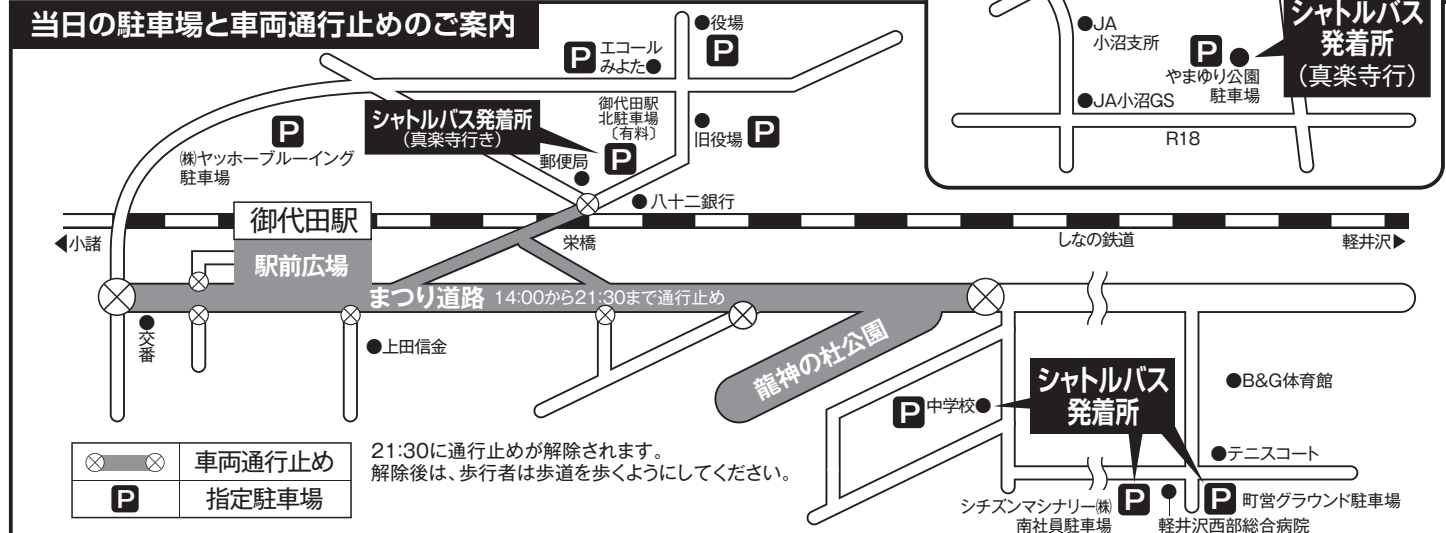 当日の駐車場と車両通行止めのご案内
●役場
P
P エコール
みよた●
シャトルバス発着所
(真楽寺行き)
御代田駅
北駐車場
〔有料〕
P
郵便局
●
●
旧役場 P
P
㈱ヤッホーブルーイング
駐車場
●八十二銀行
●JA
小沼支所
P ●
やまゆり公園
駐車場
シャトルバス
発着所
(真楽寺行)
●JA小沼GS
R18
御代田駅
◀小諸
栄橋
しなの鉄道
軽井沢▶
駅前広場
まつり道路 14:00から21:30まで通行止め
●
交番
●上田信金
龍神の杜公園
P 中学校●
シャトルバス
発着所
●B&G体育館
●テニスコート
シチズンマシナリー㈱
南社員駐車場
P
●
軽井沢西部総合病院
P 町営グラウンド駐車場
車両通行止め
P 指定駐車場
21:30に通行止めが解除されます。
解除後は、歩行者は歩道を歩くようにしてください。